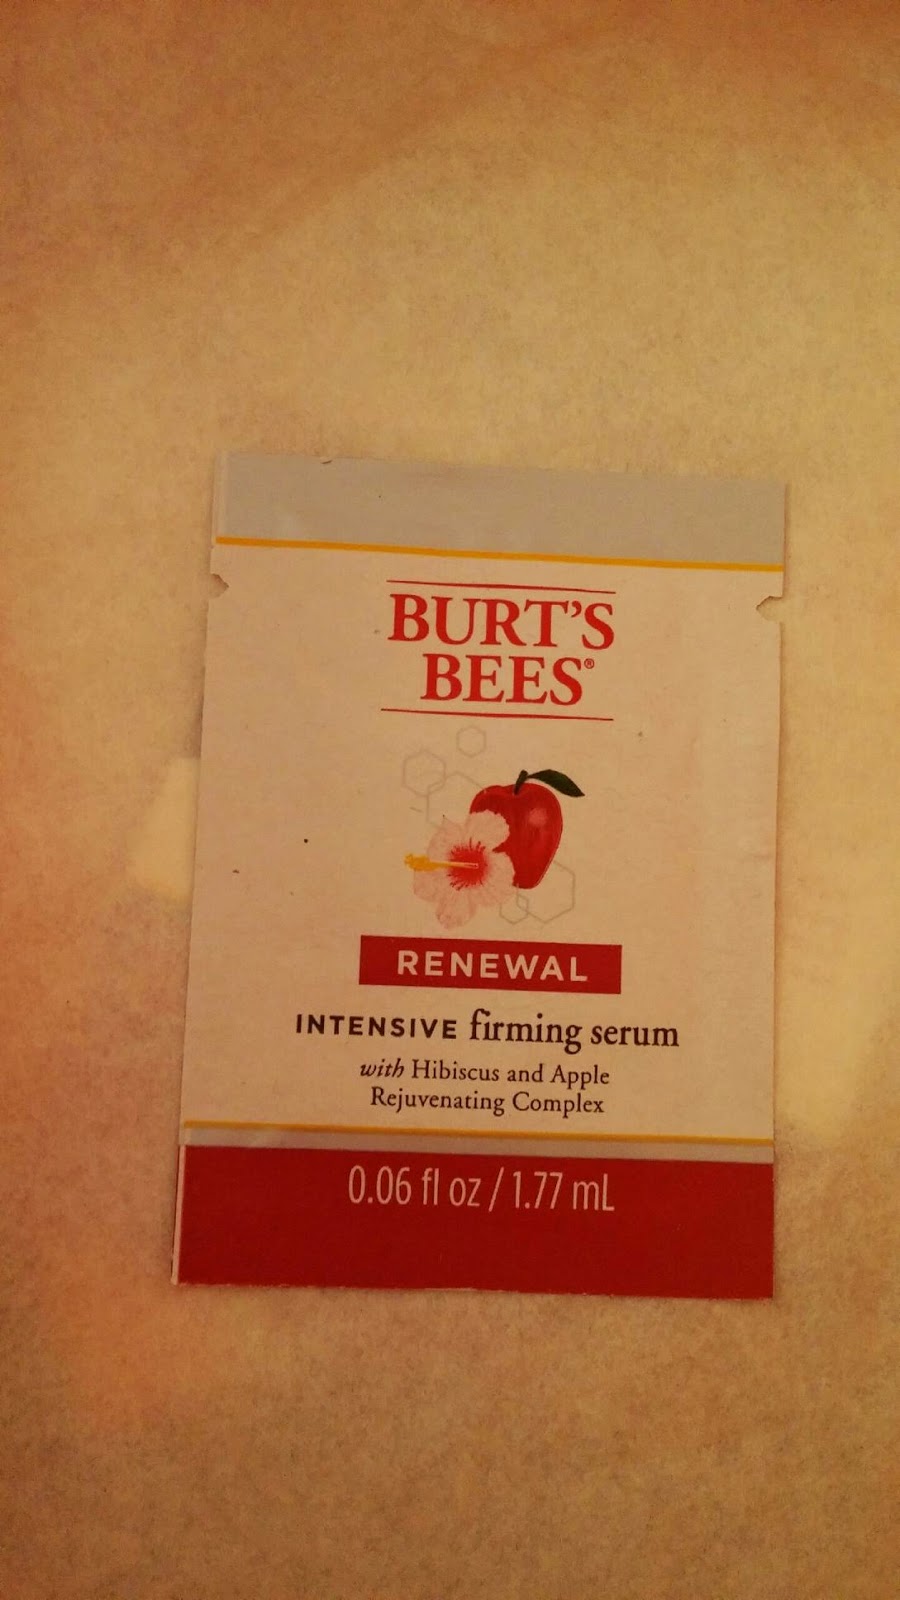 BURT'S
BEES®
RENEWAL
INTENSIVE firming serum
with Hibiscus and Apple
Rejuvenating Complex
0.06 fl oz / 1.77 mL